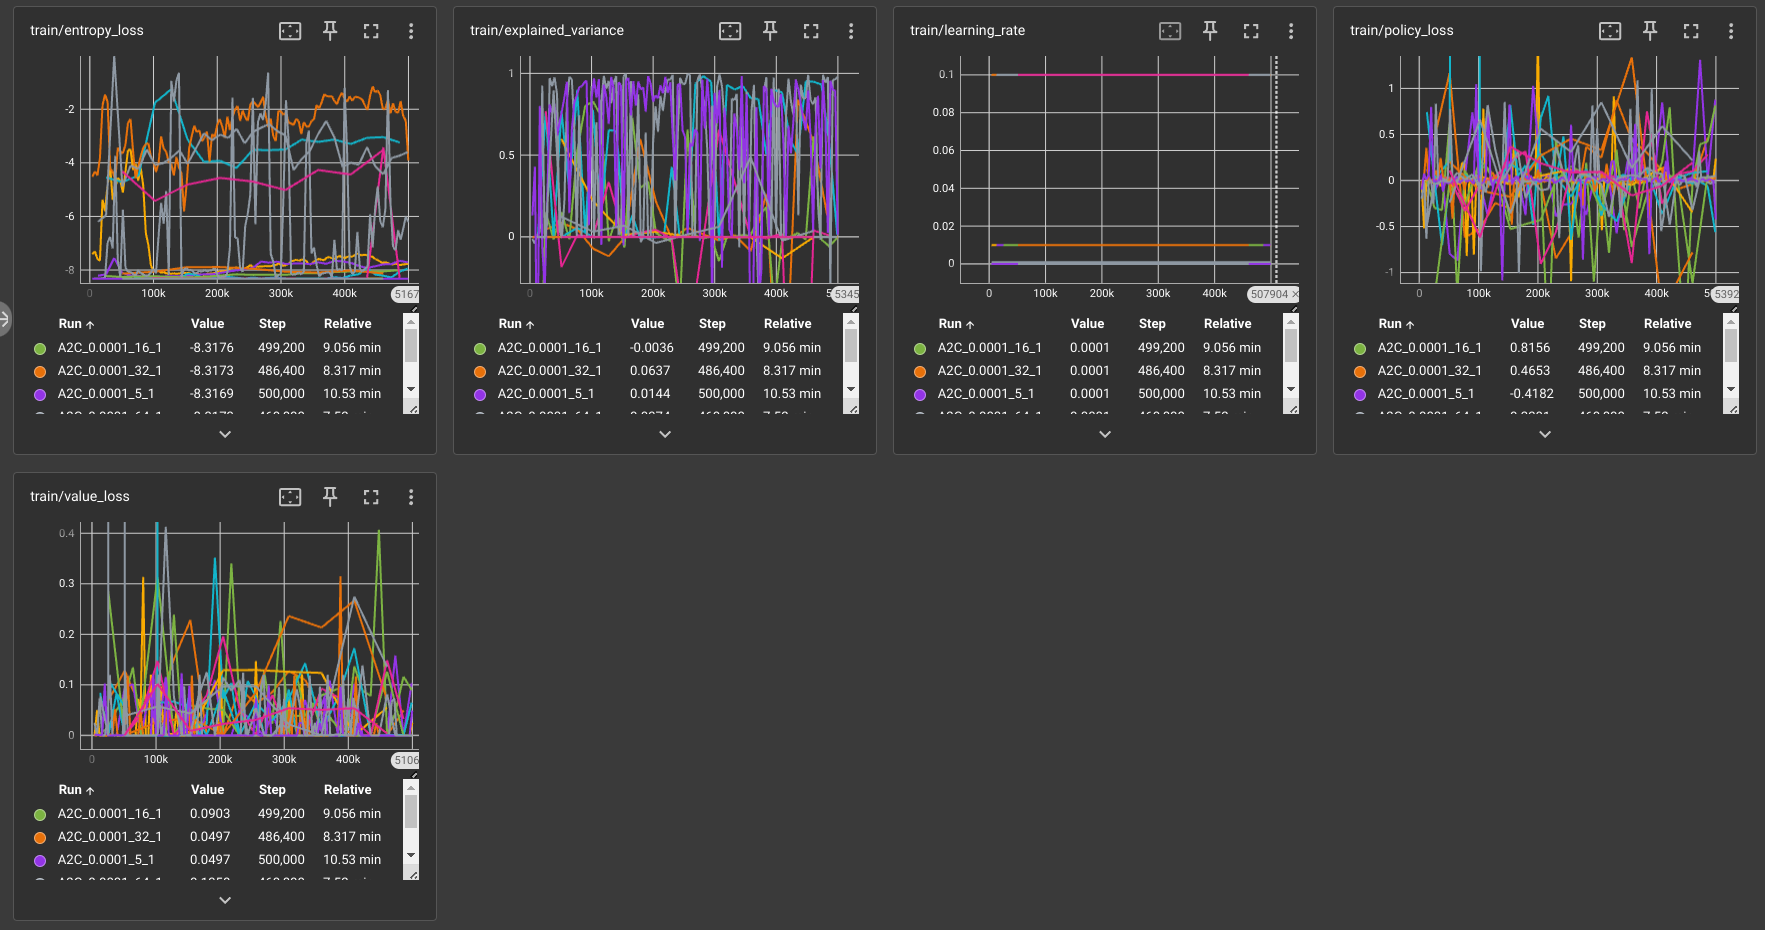 train/entropy_loss
-2
-4
-6
-8
0 100k 200k 300k 400k 5167
Run ↑ Value Step Relative
A2C_0.0001_16_1 -8.3176 499,200 9.056 min
A2C_0.0001_32_1 -8.3173 486,400 8.317 min
A2C_0.0001_5_1 -8.3169 500,000 10.53 min
train/explained_variance
1
0.5
0
0 100k 200k 300k 400k 5345
Run ↑ Value Step Relative
A2C_0.0001_16_1 -0.0036 499,200 9.056 min
A2C_0.0001_32_1 0.0637 486,400 8.317 min
A2C_0.0001_5_1 0.0144 500,000 10.53 min
train/learning_rate
0.1
0.08
0.06
0.04
0.02
0
0 100k 200k 300k 400k 507904 ×
Run ↑ Value Step Relative
A2C_0.0001_16_1 0.0001 499,200 9.056 min
A2C_0.0001_32_1 0.0001 486,400 8.317 min
A2C_0.0001_5_1 0.0001 500,000 10.53 min
train/policy_loss
1
0.5
0
-0.5
-1
0 100k 200k 300k 400k 5392
Run ↑ Value Step Relative
A2C_0.0001_16_1 0.8156 499,200 9.056 min
A2C_0.0001_32_1 0.4653 486,400 8.317 min
A2C_0.0001_5_1 -0.4182 500,000 10.53 min
train/value_loss
0.4
0.3
0.2
0.1
0
0 100k 200k 300k 400k 5106
Run ↑ Value Step Relative
A2C_0.0001_16_1 0.0903 499,200 9.056 min
A2C_0.0001_32_1 0.0497 486,400 8.317 min
A2C_0.0001_5_1 0.0497 500,000 10.53 min